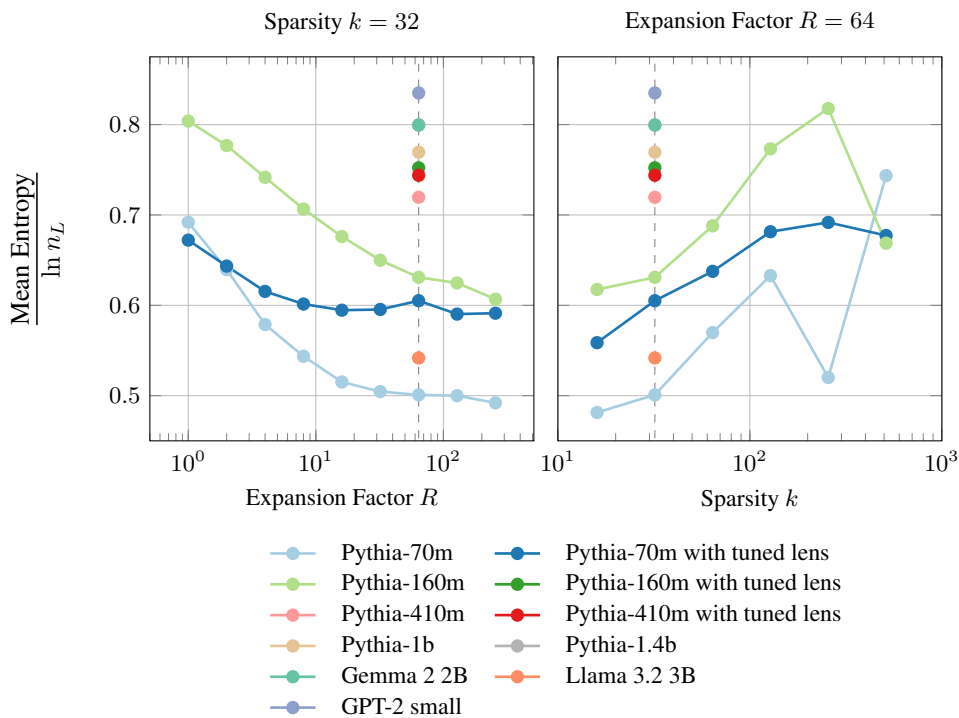 Sparsity k = 32
Expansion Factor R = 64
Mean Entropy
ln n_L
0.8
0.7
0.6
0.5
10^0
10^1
10^2
10^1
10^2
10^3
Expansion Factor R
Sparsity k
Pythia-70m
Pythia-70m with tuned lens
Pythia-160m
Pythia-160m with tuned lens
Pythia-410m
Pythia-410m with tuned lens
Pythia-1b
Pythia-1.4b
Gemma 2 2B
Llama 3.2 3B
GPT-2 small